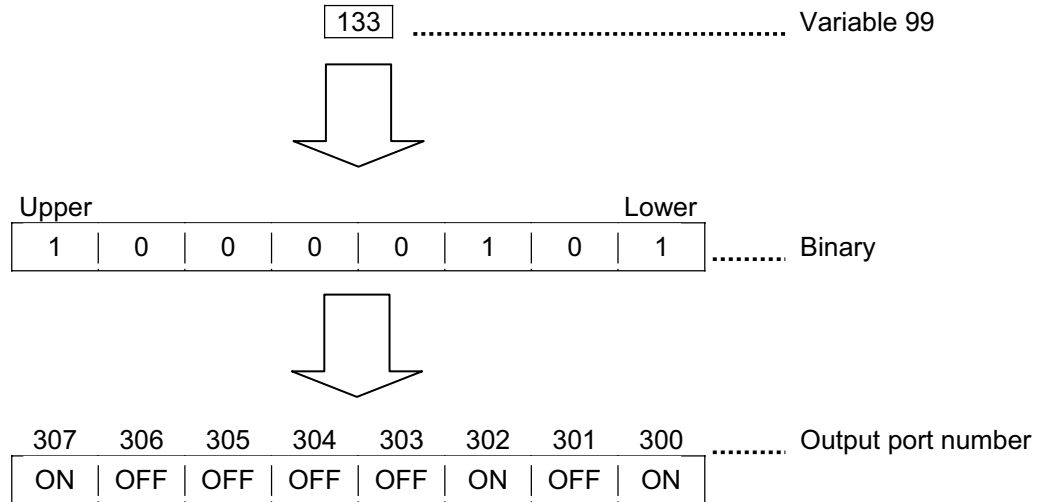 133 Variable 99
Upper Lower
1 0 0 0 0 1 0 1 Binary
307 306 305 304 303 302 301 300 Output port number
ON OFF OFF OFF OFF ON OFF ON